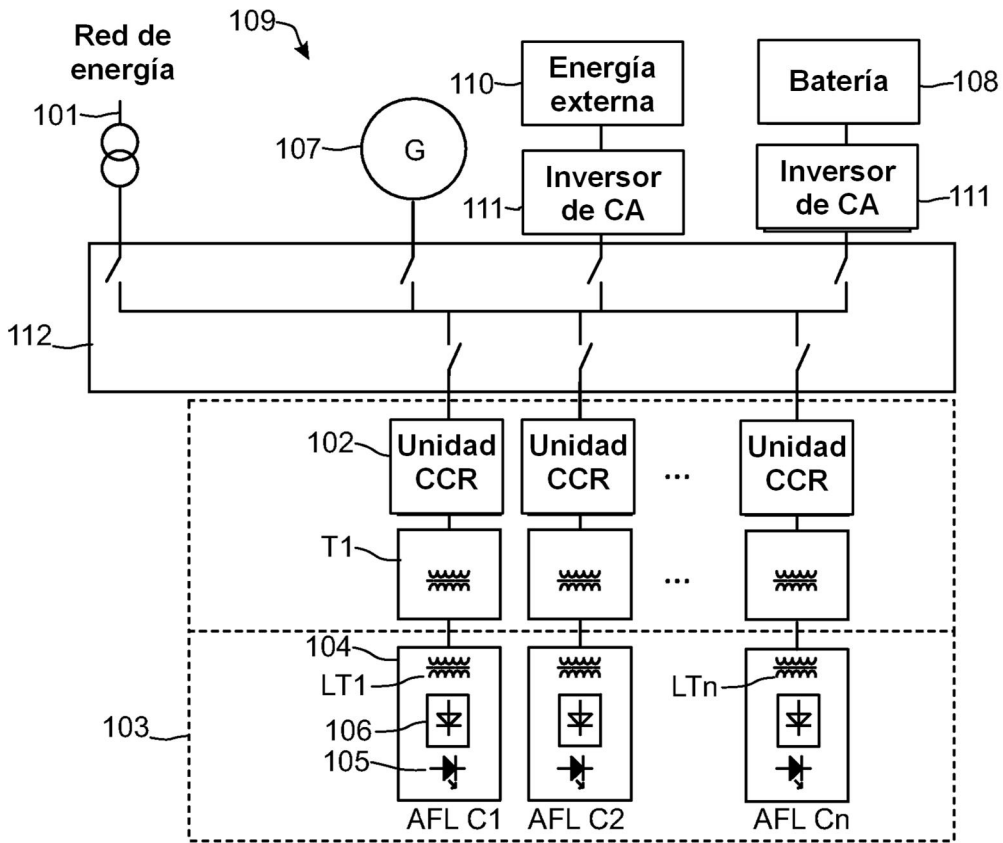 109
Red de
energía
101
107
G
110
Energía
externa
Batería
108
111
Inversor
de CA
Inversor
de CA
111
112
102
Unidad
CCR
Unidad
CCR
...
Unidad
CCR
T1
...
104
LT1
LTn
103
106
105
AFL C1
AFL C2
AFL Cn